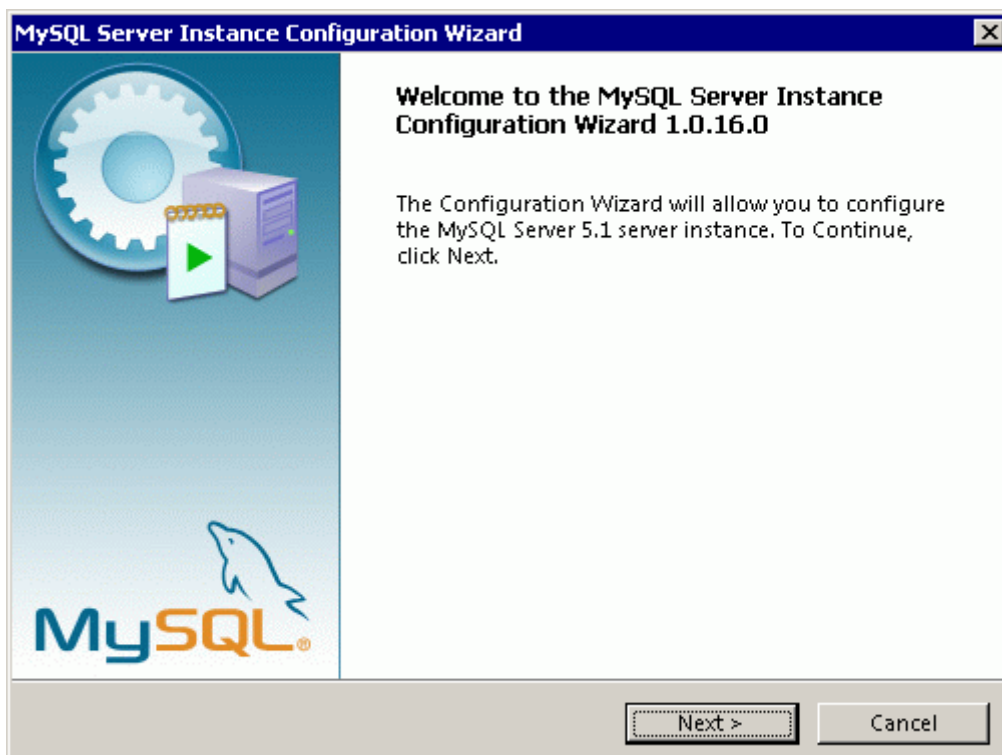 MySQL Server Instance Configuration Wizard
Welcome to the MySQL Server Instance
Configuration Wizard 1.0.16.0
The Configuration Wizard will allow you to configure
the MySQL Server 5.1 server instance. To Continue,
click Next.
MySQL®
Next >
Cancel